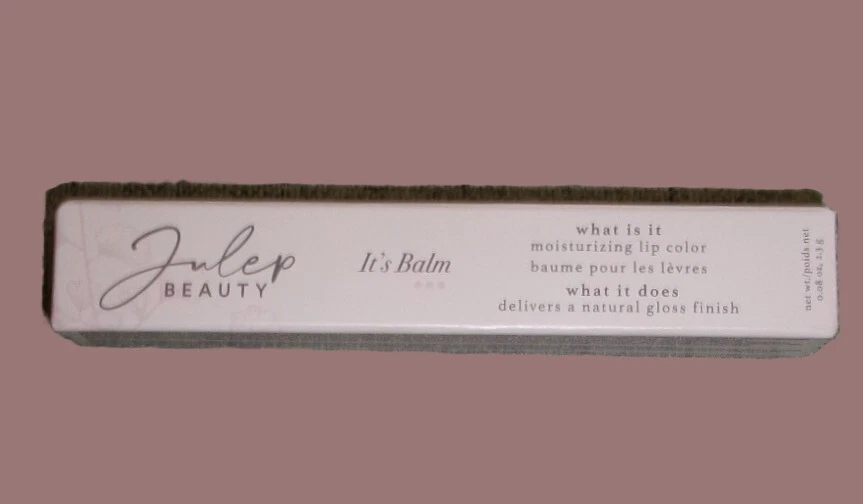 Julep
BEAUTY
It's Balm
what is it
moisturizing lip color
baume pour les lèvres
what it does
delivers a natural gloss finish
net wt./poids net
0.08 oz, 2.3 g